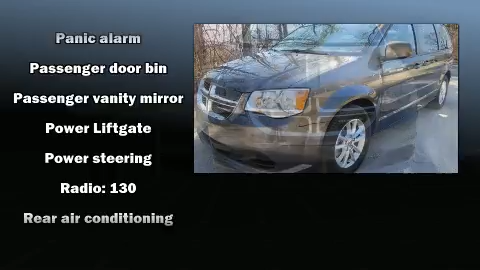 Panic alarm
Passenger door bin
Passenger vanity mirror
Power Liftgate
Power steering
Radio: 130
Rear air conditioning